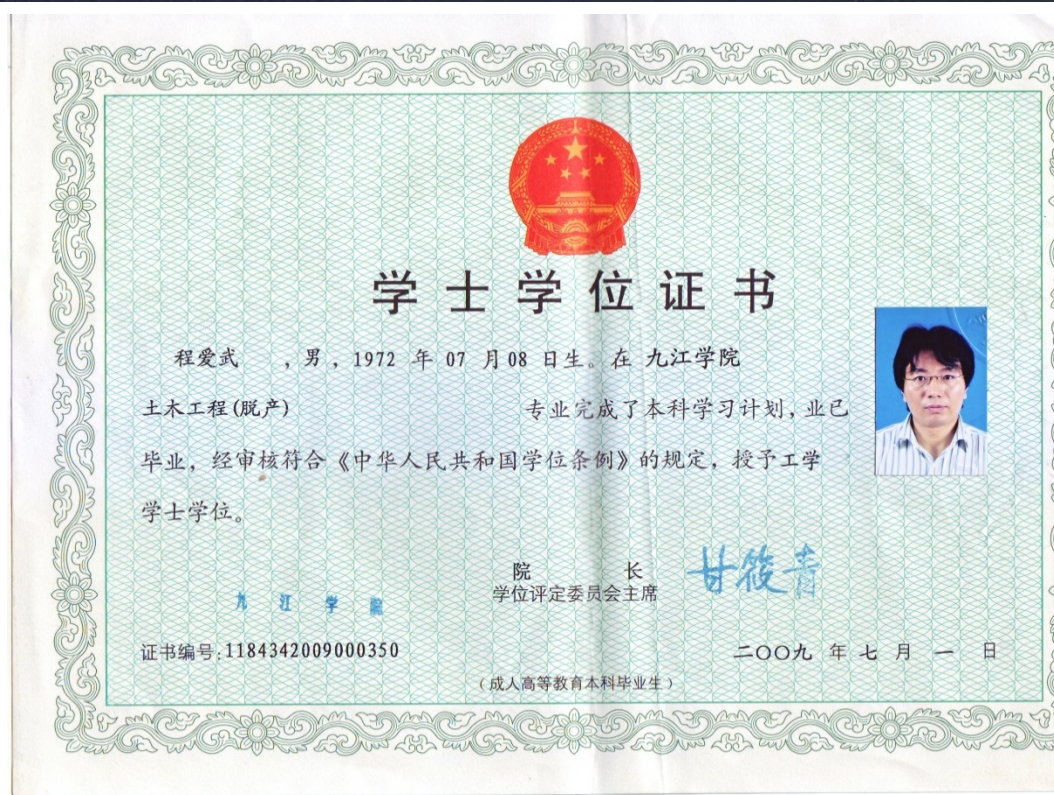 学士学位证书
程爱武 ，男，1972 年 07 月 08 日生。在 九江学院
土木工程(脱产) 专业完成了本科学习计划，业已
毕业，经审核符合《中华人民共和国学位条例》的规定，授予工学
学士学位。
院 长
学位评定委员会主席
甘筱青
九江学院
证书编号:1184342009000350
二〇〇九 年 七 月 一 日
(成人高等教育本科毕业生)